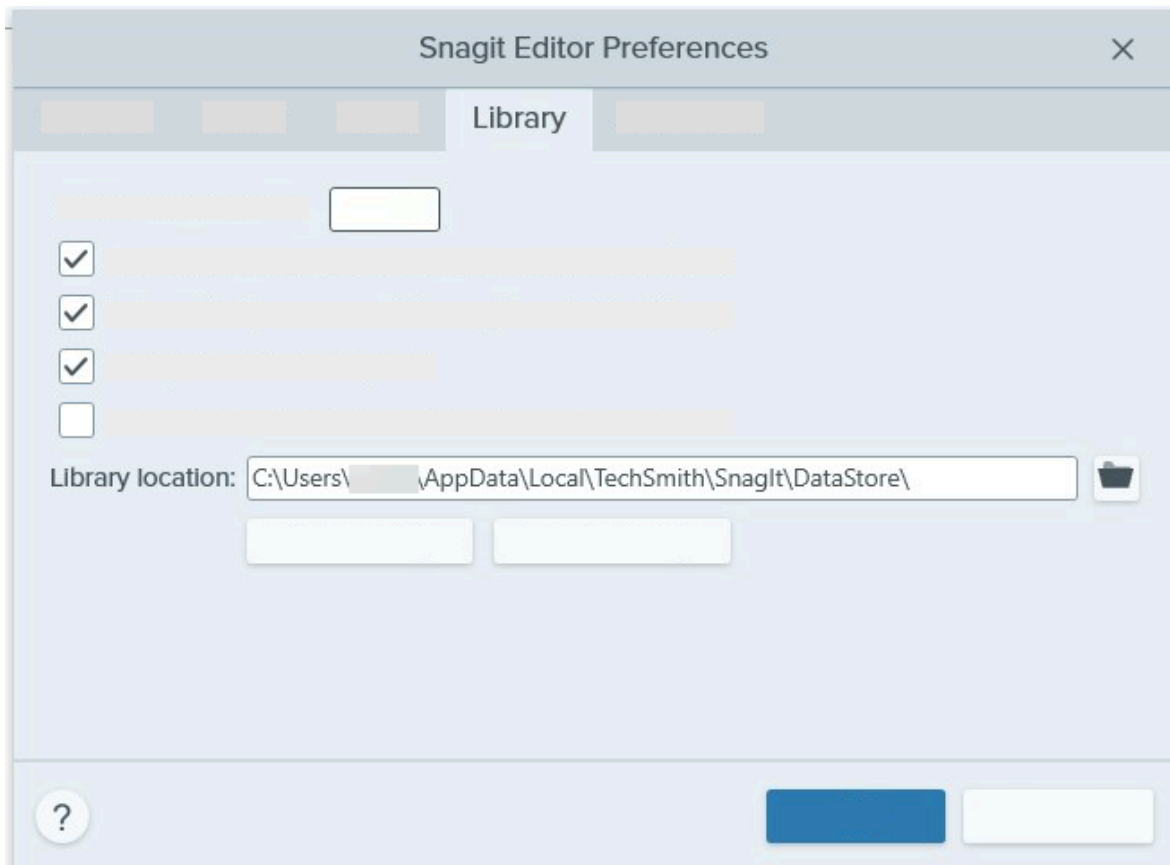 Snagit Editor Preferences
Library
Library location: C:\Users\ \AppData\Local\TechSmith\SnagIt\DataStore\
?